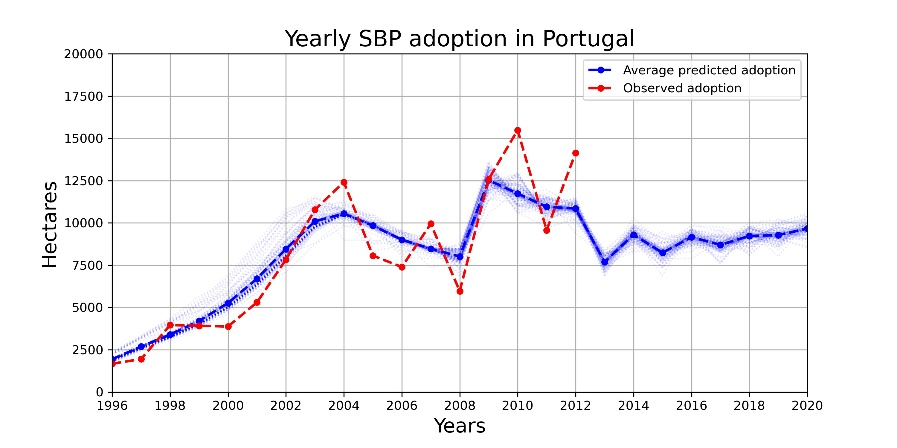 Yearly SBP adoption in Portugal
Average predicted adoption
Observed adoption
Hectares
20000
17500
15000
12500
10000
7500
5000
2500
0
1996 1998 2000 2002 2004 2006 2008 2010 2012 2014 2016 2018 2020
Years